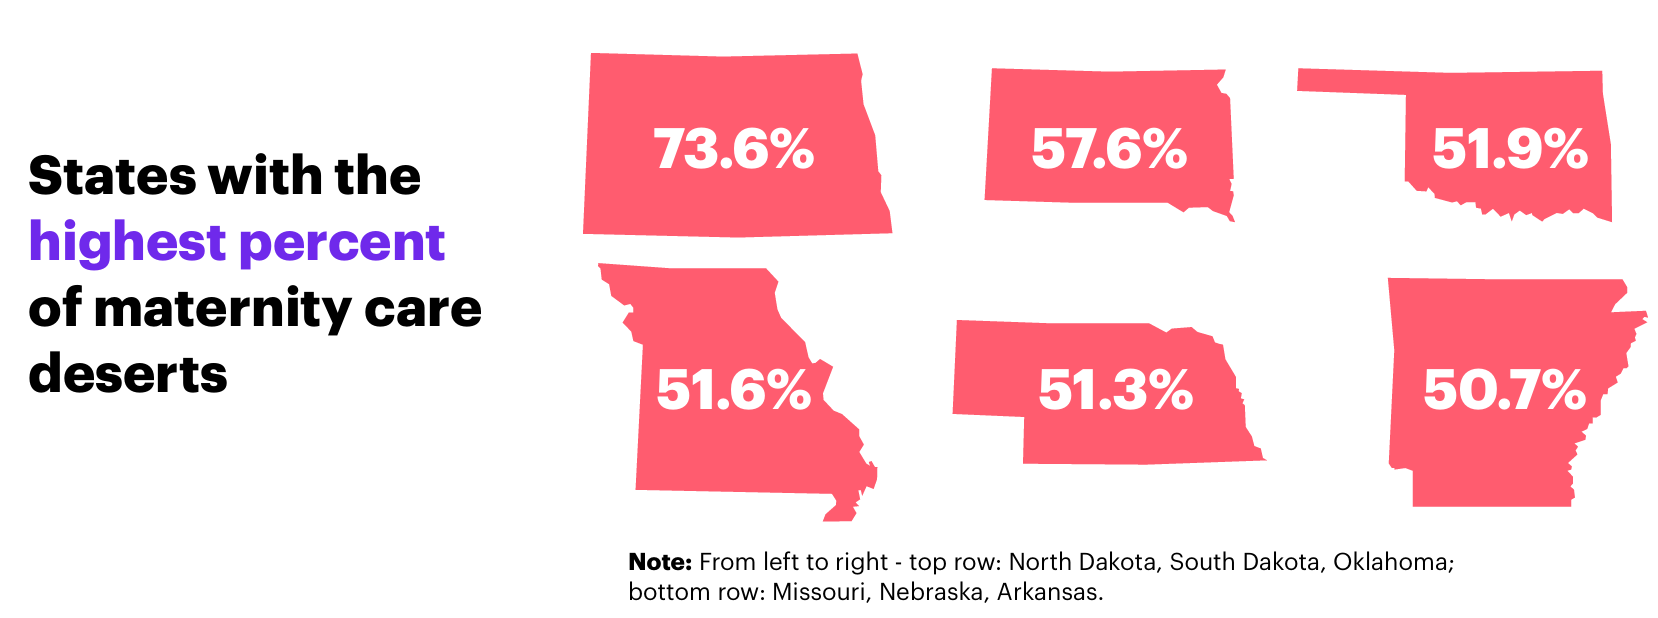 States with the
highest percent
of maternity care
deserts
73.6%
57.6%
51.9%
51.6%
51.3%
50.7%
Note: From left to right - top row: North Dakota, South Dakota, Oklahoma;
bottom row: Missouri, Nebraska, Arkansas.